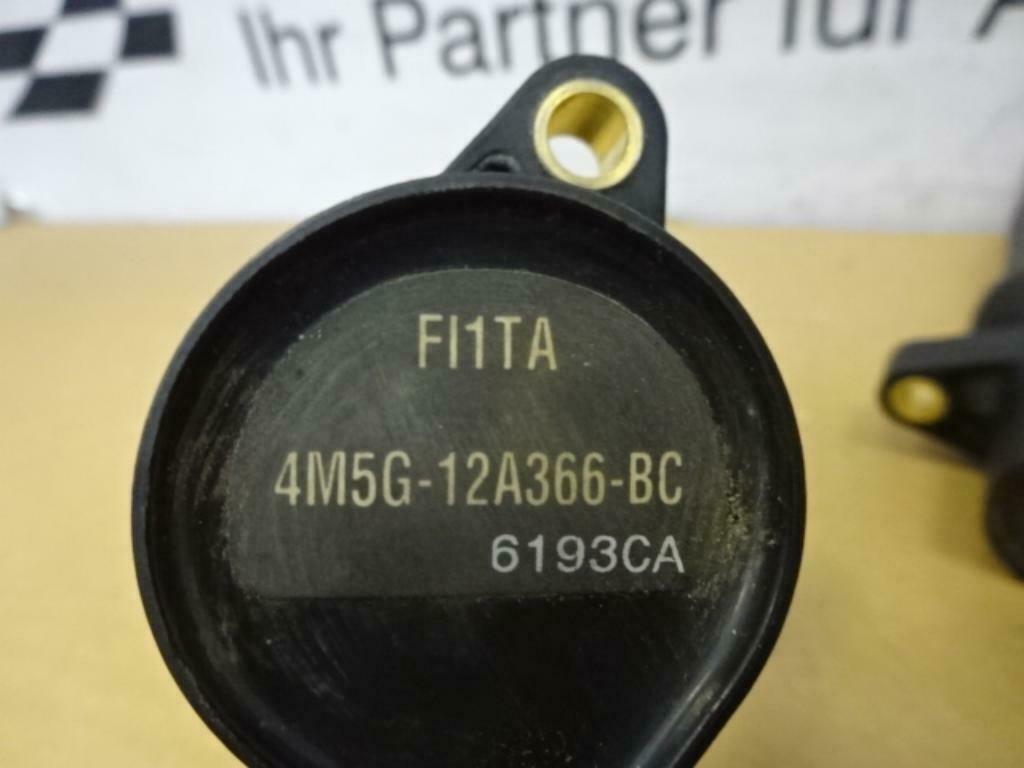 Ihr Partner für A
FI1TA
4M5G-12A366-BC
6193CA